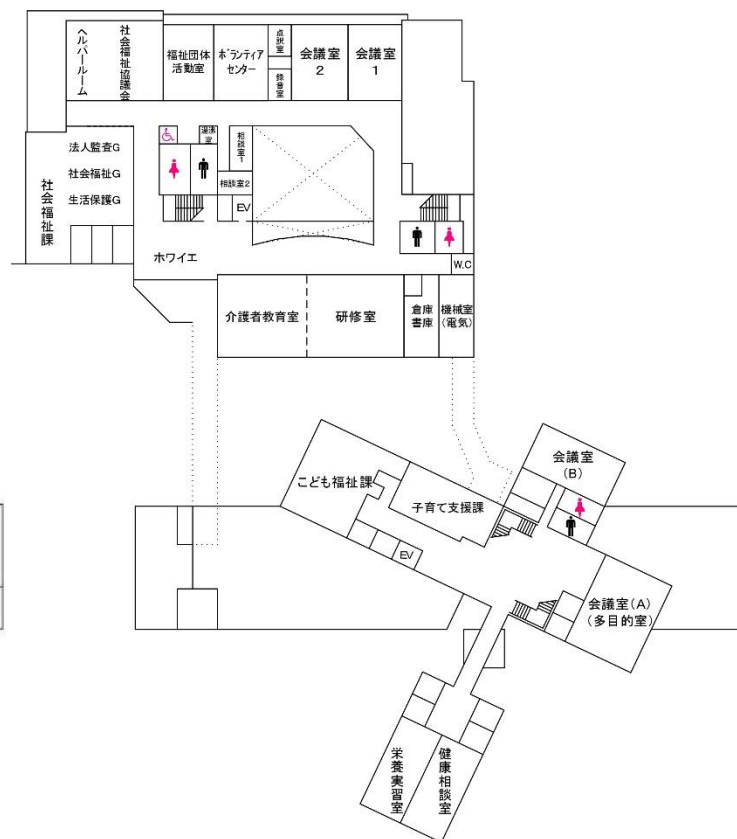 ヘルパールーム
社会福祉協議会
福祉団体
活動室
ボランティア
センター
点訳室
録音室
会議室
2
会議室
1
法人監査G
社会福祉G
生活保護G
社会福祉課
湯沸室
相談室1
相談室2
EV
ホワイエ
W.C
介護者教育室
研修室
倉庫
書庫
機械室
(電気)
こども福祉課
子育て支援課
EV
会議室
(B)
会議室(A)
(多目的室)
栄養実習室
健康相談室